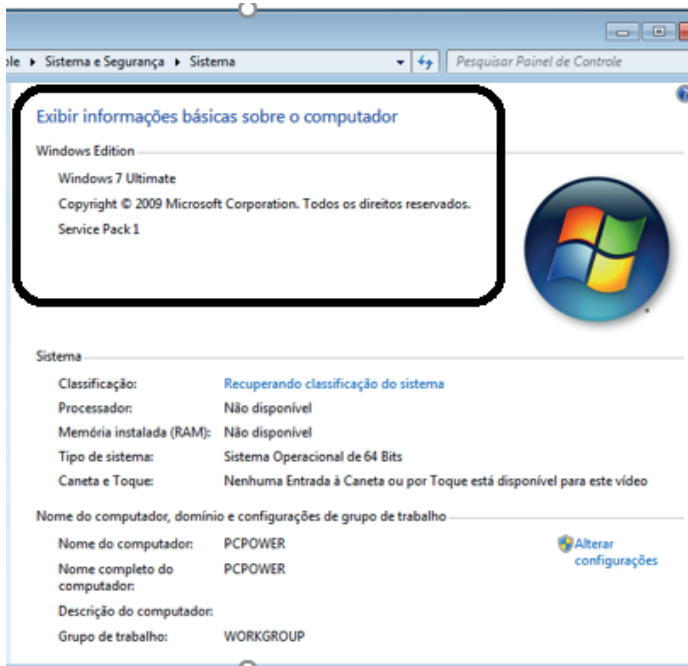 Sistema e Segurança ▸ Sistema
Pesquisar Painel de Controle
Exibir informações básicas sobre o computador
Windows Edition
Windows 7 Ultimate
Copyright © 2009 Microsoft Corporation. Todos os direitos reservados.
Service Pack 1
Sistema
Classificação: Recuperando classificação do sistema
Processador: Não disponível
Memória instalada (RAM): Não disponível
Tipo de sistema: Sistema Operacional de 64 Bits
Caneta e Toque: Nenhuma Entrada à Caneta ou por Toque está disponível para este vídeo
Nome do computador, domínio e configurações de grupo de trabalho
Nome do computador: PCPOWER
Alterar
configurações
Nome completo do
computador:
PCPOWER
Descrição do computador:
Grupo de trabalho: WORKGROUP